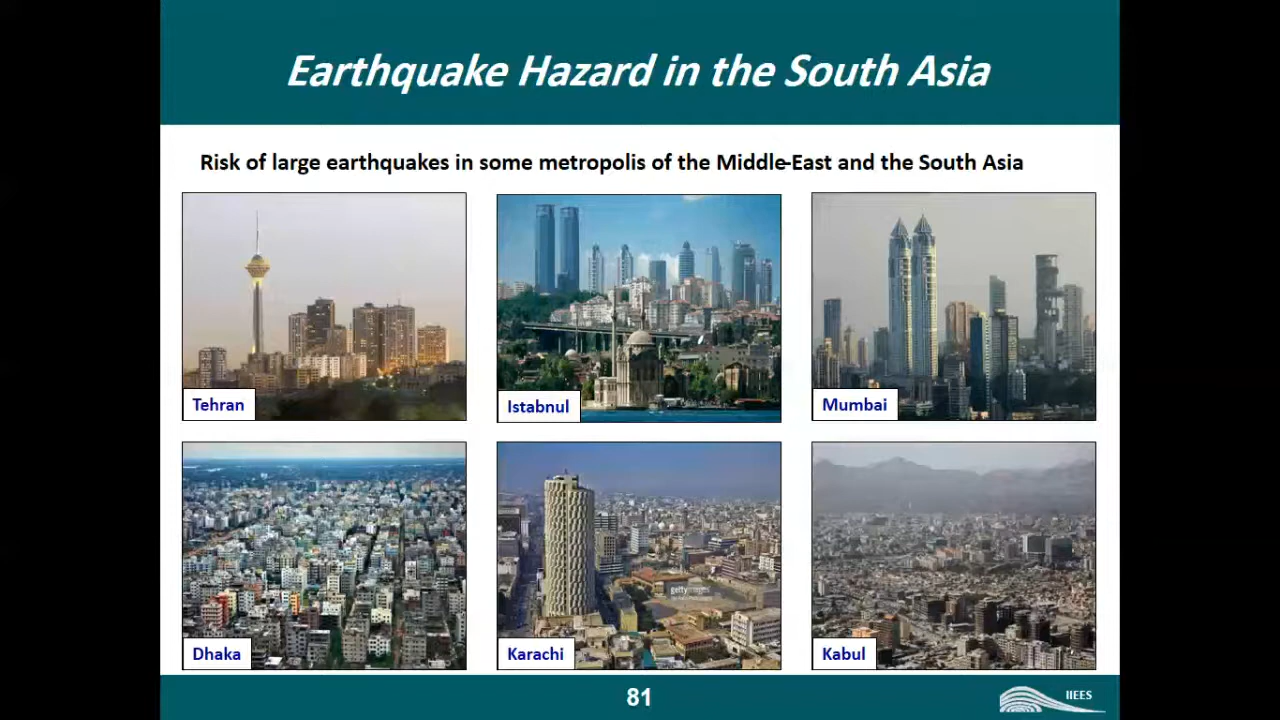 Earthquake Hazard in the South Asia
Risk of large earthquakes in some metropolis of the Middle-East and the South Asia
Tehran
Istabnul
Mumbai
Dhaka
gettyimages
Karachi
Kabul
81
IIEES